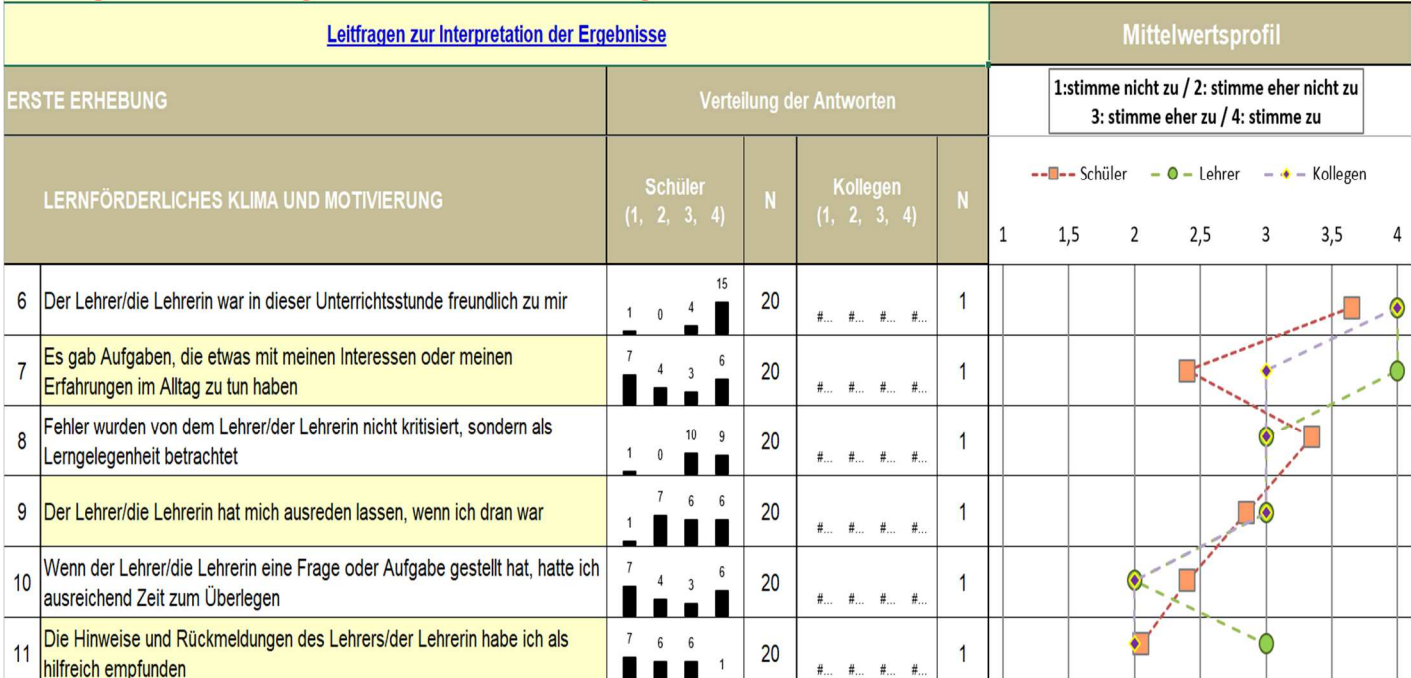 Leitfragen zur Interpretation der Ergebnisse
Mittelwertsprofil
ERSTE ERHEBUNG
Verteilung der Antworten
1:stimme nicht zu / 2: stimme eher nicht zu
3: stimme eher zu / 4: stimme zu
LERNFÖRDERLICHES KLIMA UND MOTIVIERUNG
Schüler
(1, 2, 3, 4)
N
Kollegen
(1, 2, 3, 4)
N
Schüler Lehrer Kollegen
1 1,5 2 2,5 3 3,5 4
6 Der Lehrer/die Lehrerin war in dieser Unterrichtsstunde freundlich zu mir
1 0 4 15
20
#... #... #... #...
1
7 Es gab Aufgaben, die etwas mit meinen Interessen oder meinen
Erfahrungen im Alltag zu tun haben
7 4 3 6
20
#... #... #... #...
1
8 Fehler wurden von dem Lehrer/der Lehrerin nicht kritisiert, sondern als
Lerngelegenheit betrachtet
1 0 10 9
20
#... #... #... #...
1
9 Der Lehrer/die Lehrerin hat mich ausreden lassen, wenn ich dran war
1 7 6 6
20
#... #... #... #...
1
10 Wenn der Lehrer/die Lehrerin eine Frage oder Aufgabe gestellt hat, hatte ich
ausreichend Zeit zum Überlegen
7 4 3 6
20
#... #... #... #...
1
11 Die Hinweise und Rückmeldungen des Lehrers/der Lehrerin habe ich als
hilfreich empfunden
7 6 6 1
20
#... #... #... #...
1